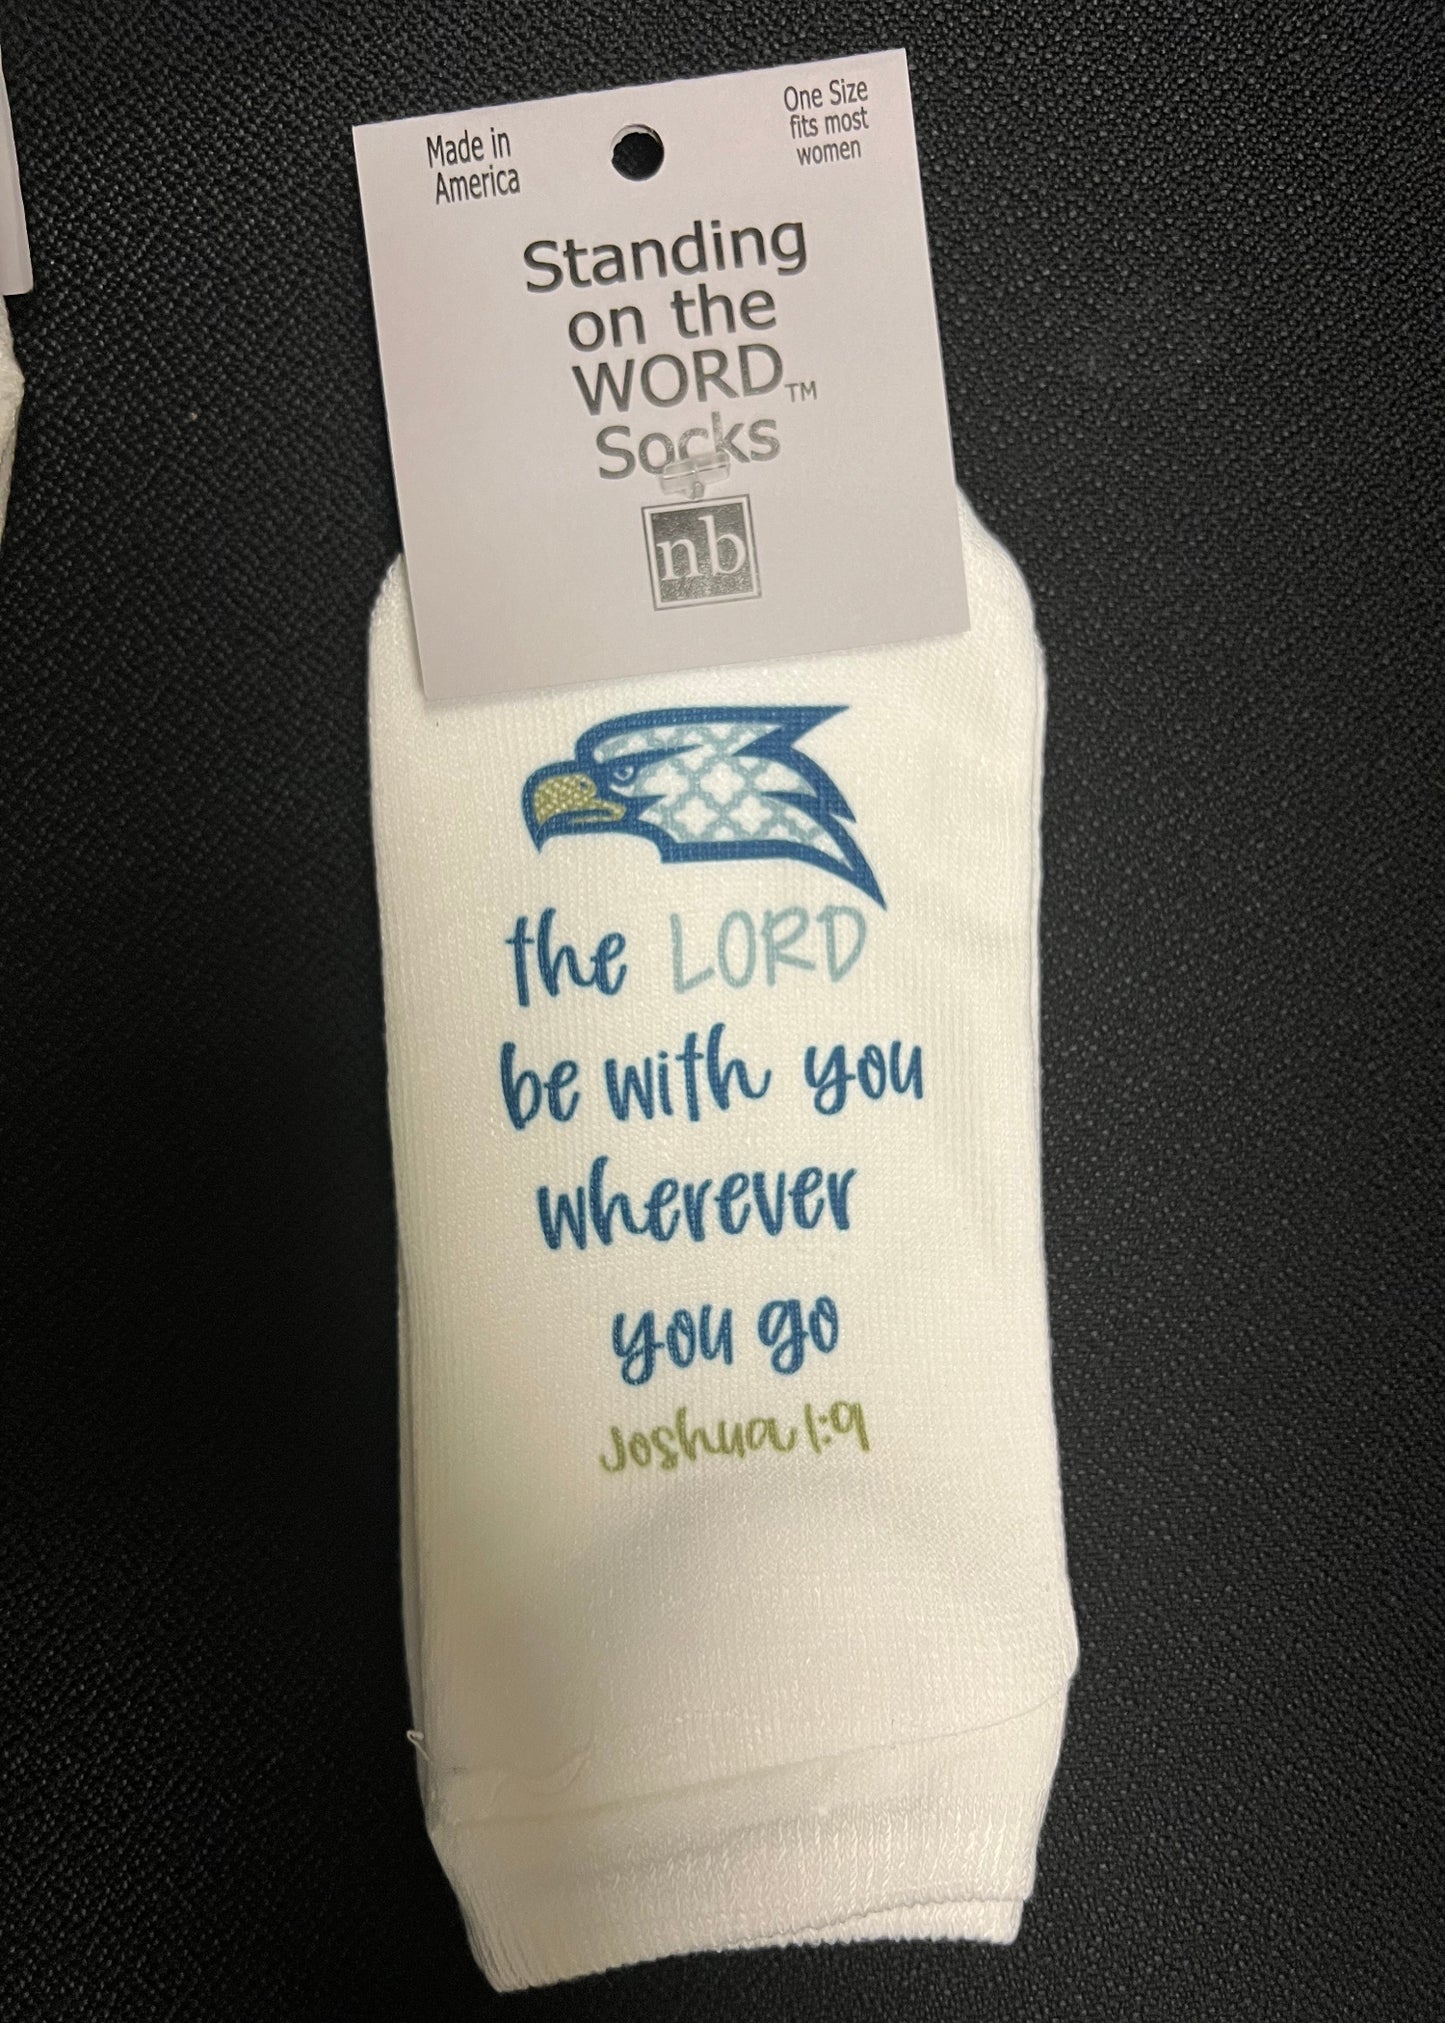 Made in
America
One Size
fits most
women
Standing
on the
WORD™
Socks
nb
the LORD
be with you
wherever
you go
Joshua 1:9